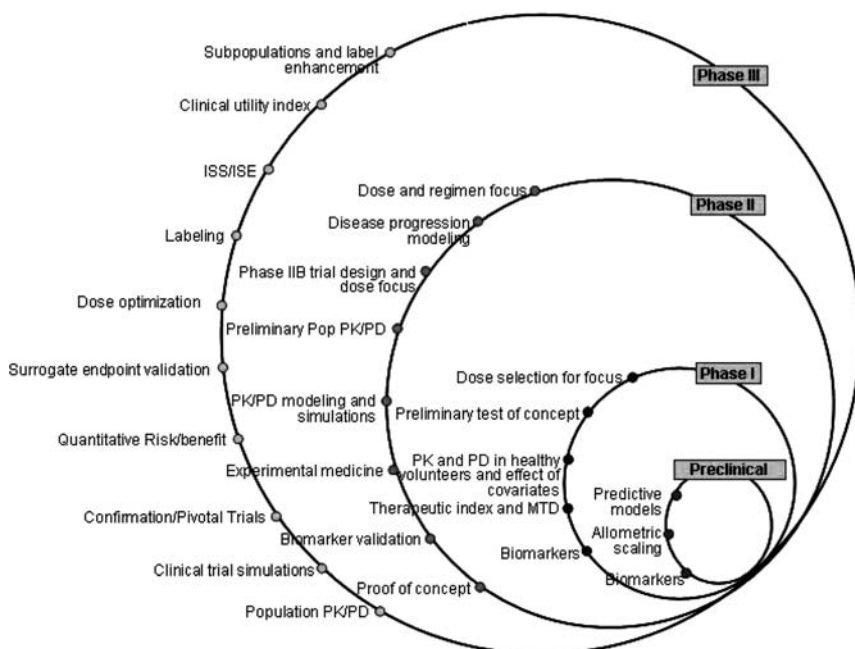 Phase III
Subpopulations and label
enhancement
Clinical utility index
ISS/ISE
Labeling
Dose optimization
Surrogate endpoint validation
Quantitative Risk/benefit
Confirmation/Pivotal Trials
Clinical trial simulations
Population PK/PD
Phase II
Dose and regimen focus
Disease progression
modeling
Phase IIB trial design and
dose focus
Preliminary Pop PK/PD
PK/PD modeling and
simulations
Experimental medicine
Biomarker validation
Proof of concept
Phase I
Dose selection for focus
Preliminary test of concept
PK and PD in healthy
volunteers and effect of
covariates
Therapeutic index and MTD
Biomarkers
Preclinical
Predictive
models
Allometric
scaling
Biomarkers